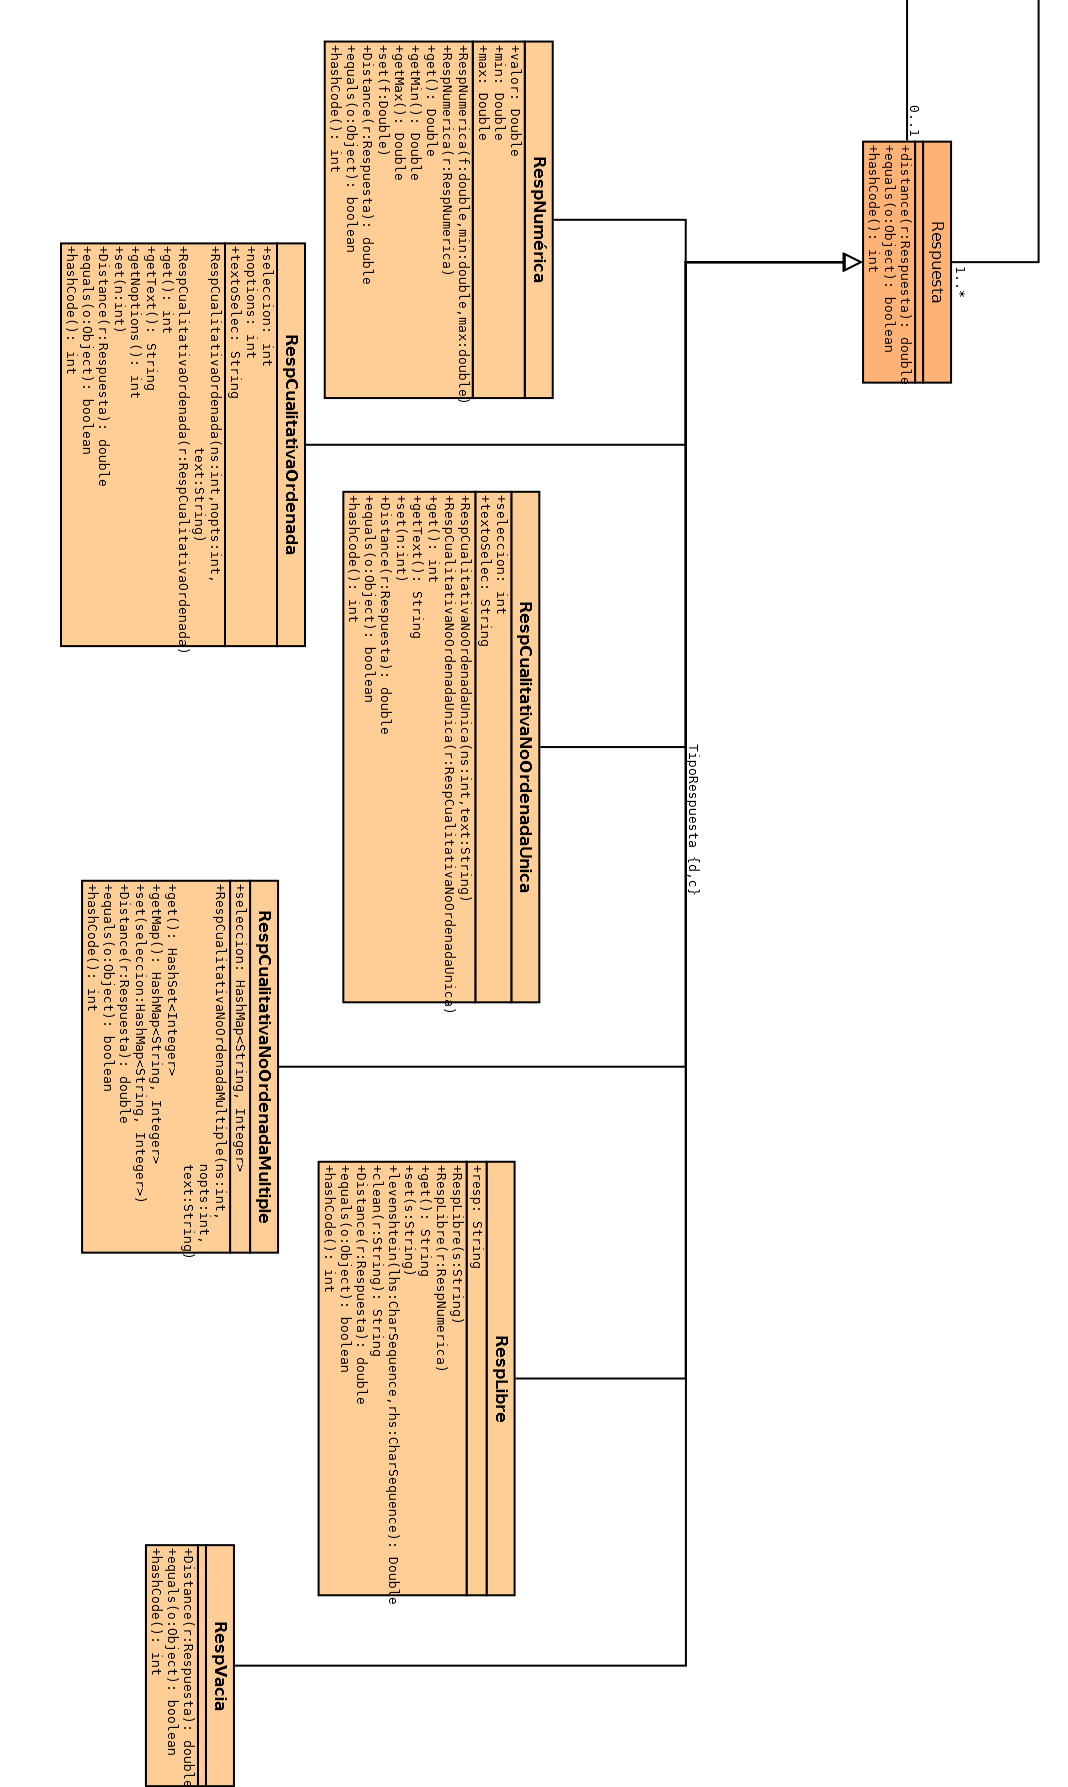 0..1
1..*
Respuesta
+distance(r:Respuesta): double
+equals(o:Object): boolean
+hashCode(): int
TipoRespuesta {d,c}
RespNumérica
+valor: Double
+min: Double
+max: Double
+RespNumerica(f:double,min:double,max:double)
+RespNumerica(r:RespNumerica)
+get(): Double
+getMin(): Double
+getMax(): Double
+set(f:Double)
+Distance(r:Respuesta): double
+equals(o:Object): boolean
+hashCode(): int
RespCualitativaOrdenada
+seleccion: int
+noptions: int
+textoSelec: String
+RespCualitativaOrdenada(ns:int,nopts:int,
text:String)
+RespCualitativaOrdenada(r:RespCualitativaOrdenada)
+get(): int
+getText(): String
+getNoptions(): int
+set(n:int)
+Distance(r:Respuesta): double
+equals(o:Object): boolean
+hashCode(): int
RespCualitativaNoOrdenadaUnica
+seleccion: int
+textoSelec: String
+RespCualitativaNoOrdenadaUnica(ns:int,text:String)
+RespCualitativaNoOrdenadaUnica(r:RespCualitativaNoOrdenadaUnica)
+get(): int
+getText(): String
+set(n:int)
+Distance(r:Respuesta): double
+equals(o:Object): boolean
+hashCode(): int
RespCualitativaNoOrdenadaMultiple
+seleccion: HashMap<String, Integer>
+RespCualitativaNoOrdenadaMultiple(ns:int,
nopts:int,
text:String)
+get(): HashSet<Integer>
+getMap(): HashMap<String, Integer>
+set(seleccion:HashMap<String, Integer>)
+Distance(r:Respuesta): double
+equals(o:Object): boolean
+hashCode(): int
RespLibre
+resp: String
+RespLibre(s:String)
+RespLibre(r:RespNumerica)
+get(): String
+set(s:String)
+levenshtein(lhs:CharSequence,rhs:CharSequence): Double
+clean(r:String): String
+Distance(r:Respuesta): double
+equals(o:Object): boolean
+hashCode(): int
RespVacia
+Distance(r:Respuesta): double
+equals(o:Object): boolean
+hashCode(): int